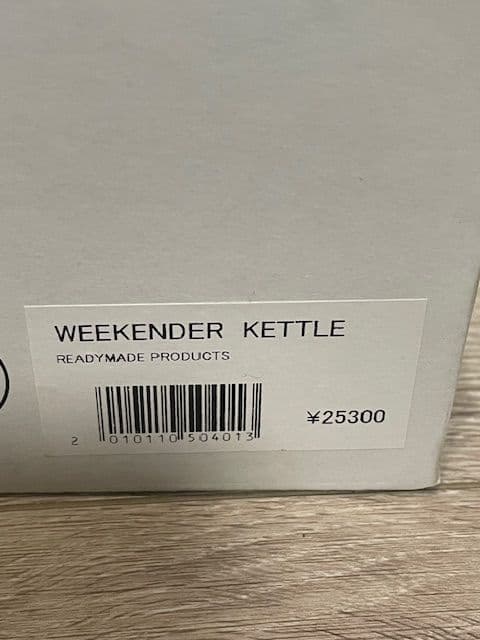 WEEKENDER KETTLE
READYMADE PRODUCTS
¥25300
2 010110 504013